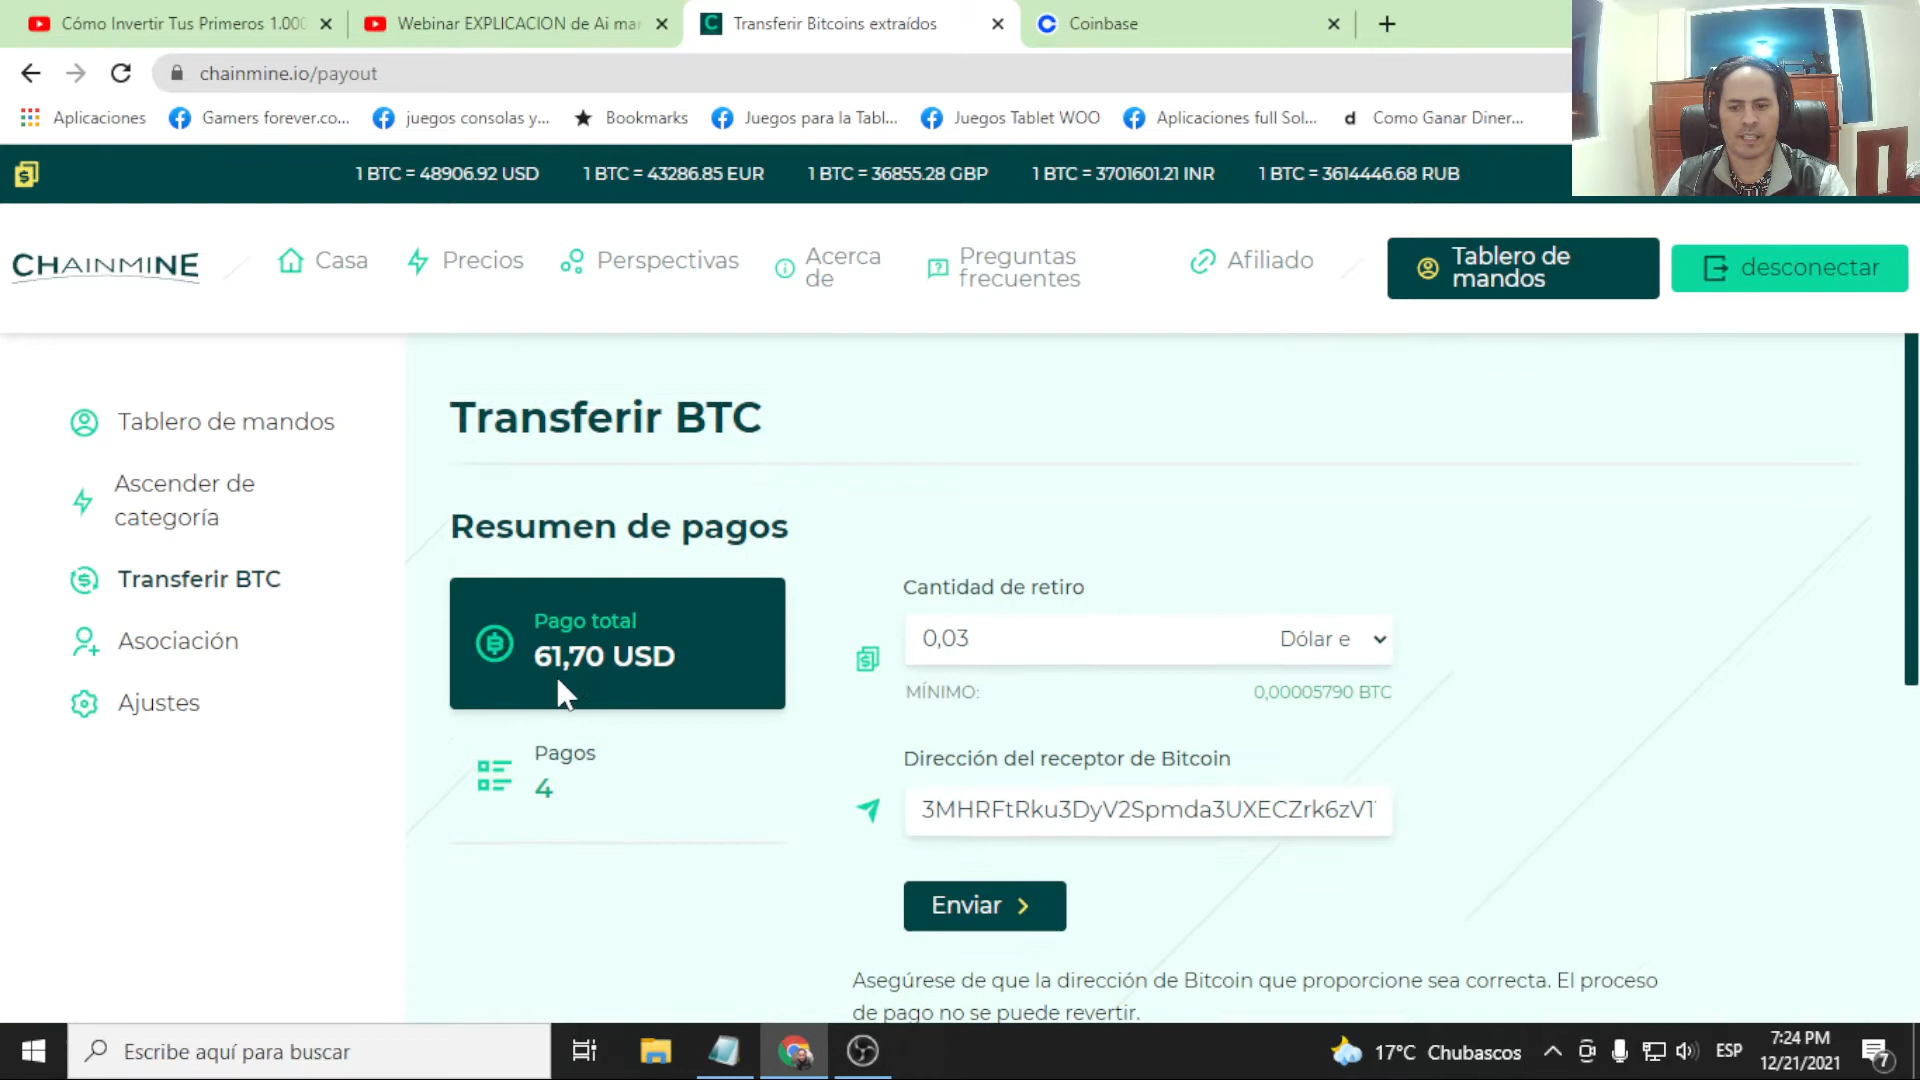 Cómo Invertir Tus Primeros 1.000
Webinar EXPLICACION de Ai mar
Transferir Bitcoins extraídos
Coinbase
chainmine.io/payout
Aplicaciones
Gamers forever.co...
juegos consolas y...
Bookmarks
Juegos para la Tabl...
Juegos Tablet WOO
Aplicaciones full Sol...
Como Ganar Diner...
1 BTC = 48906.92 USD
1 BTC = 43286.85 EUR
1 BTC = 36855.28 GBP
1 BTC = 3701601.21 INR
1 BTC = 3614446.68 RUB
CHAINMINE
Casa
Precios
Perspectivas
Acerca
de
Preguntas
frecuentes
Afiliado
Tablero de
mandos
desconectar
Tablero de mandos
Ascender de
categoría
Transferir BTC
Asociación
Ajustes
Transferir BTC
Resumen de pagos
Pago total
61,70 USD
Pagos
4
Cantidad de retiro
0,03
Dólar e
MÍNIMO:
0,00005790 BTC
Dirección del receptor de Bitcoin
3MHRFtRku3DyV2Spmda3UXECZrk6zV1
Enviar
Asegúrese de que la dirección de Bitcoin que proporcione sea correcta. El proceso
de pago no se puede revertir.
Escribe aquí para buscar
17°C Chubascos
ESP
7:24 PM
12/21/2021
7